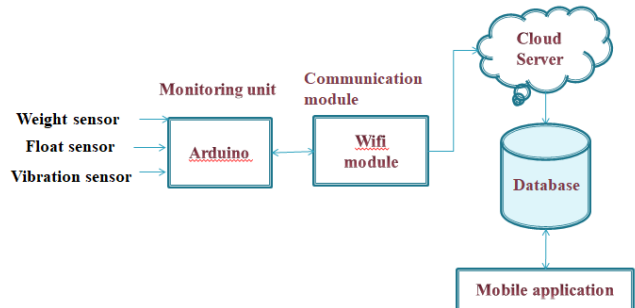 Cloud
Server
Monitoring unit
Communication
module
Weight sensor
Float sensor
Vibration sensor
Arduino
Wifi
module
Database
Mobile application